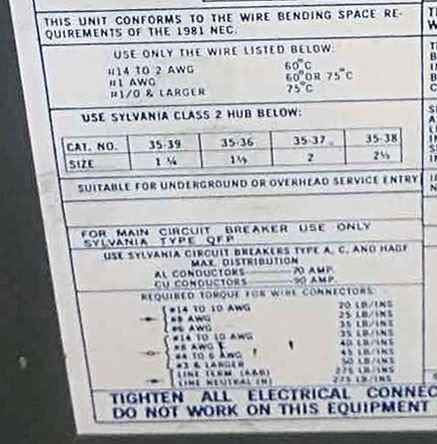 THIS UNIT CONFORMS TO THE WIRE BENDING SPACE RE-
QUIREMENTS OF THE 1981 NEC.
USE ONLY THE WIRE LISTED BELOW:
#14 TO 2 AWG 60°C
#1 AWG 60°OR 75°C
#1/0 & LARGER 75°C
USE SYLVANIA CLASS 2 HUB BELOW:
CAT. NO. 35-39 35-36 35-37 35-38
SIZE 1 ¼ 1½ 2 2½
SUITABLE FOR UNDERGROUND OR OVERHEAD SERVICE ENTRY
FOR MAIN CIRCUIT BREAKER USE ONLY
SYLVANIA TYPE QFP
USE SYLVANIA CIRCUIT BREAKERS TYPE A, C, AND HAGF
MAX. DISTRIBUTION
AL CONDUCTORS 70 AMP.
CU CONDUCTORS 90 AMP.
REQUIRED TORQUE FOR WIRE CONNECTORS
#14 TO 10 AWG 20 LB/INS
#8 AWG 25 LB/INS
#6 AWG 35 LB/INS
#14 TO 10 AWG 35 LB/INS
#8 AWG 40 LB/INS
#4 TO 6 AWG 45 LB/INS
#3 & LARGER 50 LB/INS
LINE TERM. (A&B) 275 LB/INS
LINE NEUTRAL (N) 275 LB/INS
TIGHTEN ALL ELECTRICAL CONNEC
DO NOT WORK ON THIS EQUIPMENT